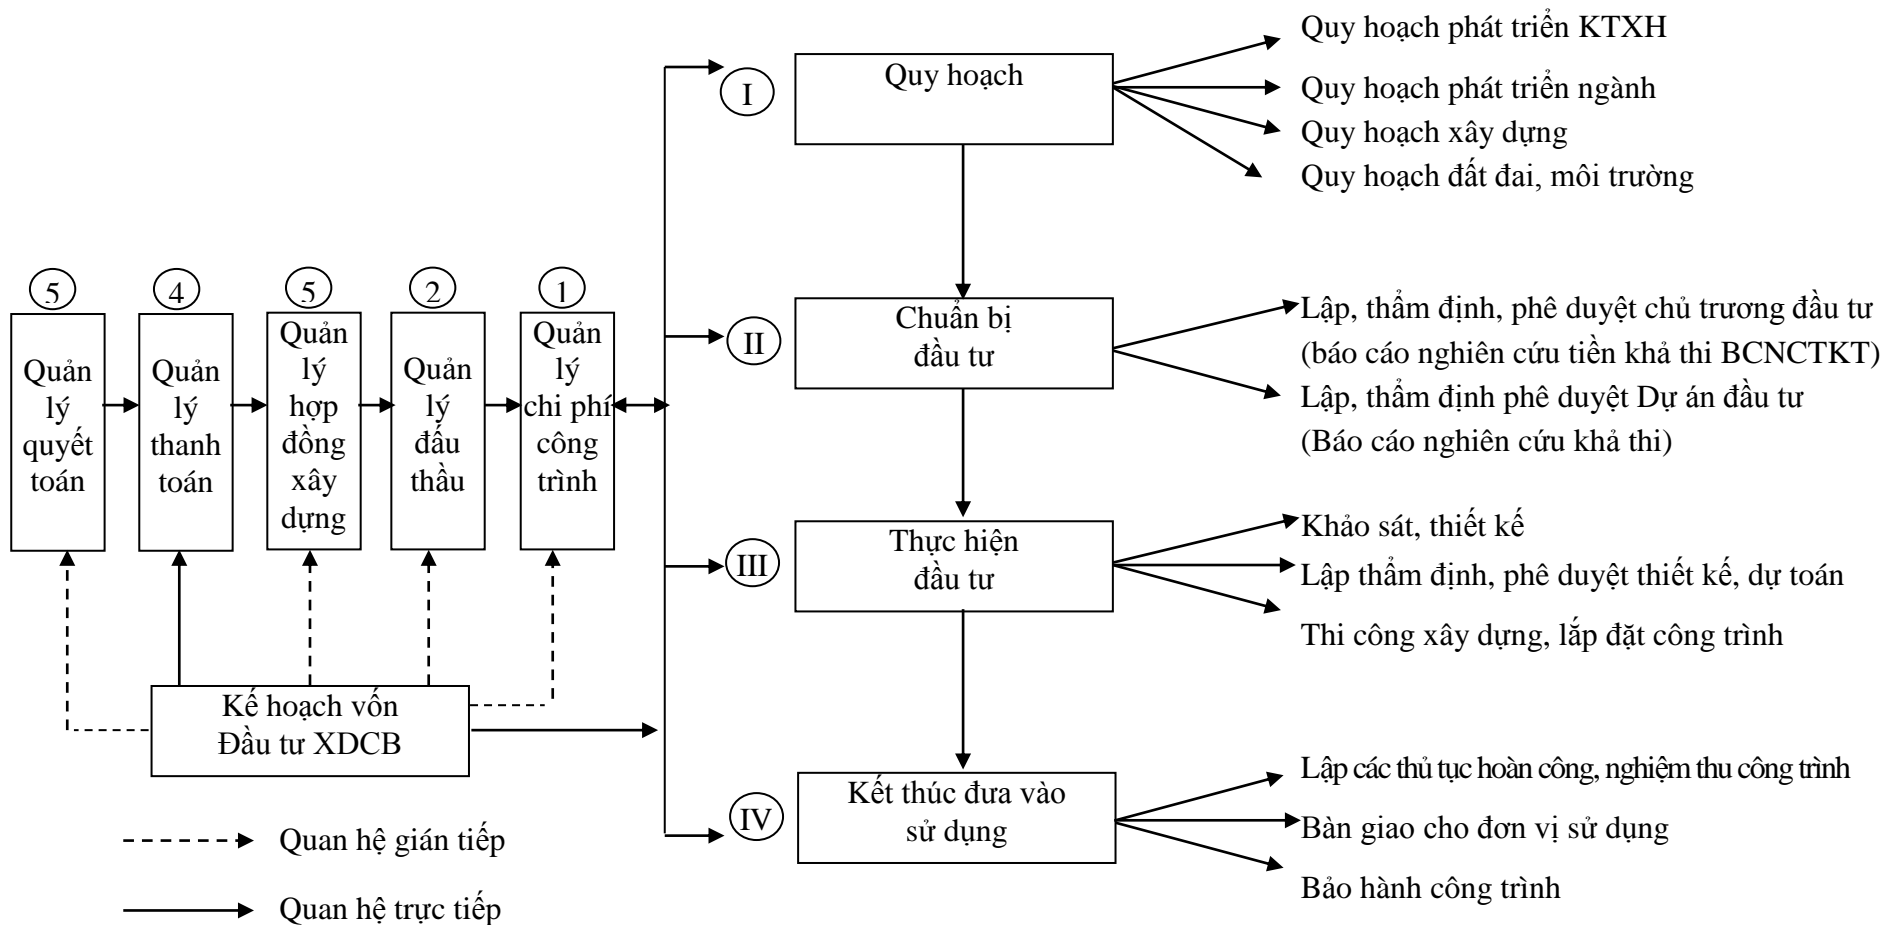 Quy hoạch phát triển KTXH
I
Quy hoạch
Quy hoạch phát triển ngành
Quy hoạch xây dựng
Quy hoạch đất đai, môi trường
5
4
5
2
1
Quản
lý
quyết
toán
Quản
lý
thanh
toán
Quản
lý
hợp
đồng
xây
dựng
Quản
lý
đấu
thầu
Quản
lý
chi phí
công
trình
II
Chuẩn bị
đầu tư
Lập, thẩm định, phê duyệt chủ trương đầu tư
(báo cáo nghiên cứu tiền khả thi BCNCTKT)
Lập, thẩm định phê duyệt Dự án đầu tư
(Báo cáo nghiên cứu khả thi)
III
Thực hiện
đầu tư
Khảo sát, thiết kế
Lập thẩm định, phê duyệt thiết kế, dự toán
Thi công xây dựng, lắp đặt công trình
Kế hoạch vốn
Đầu tư XDCB
IV
Kết thúc đưa vào
sử dụng
Lập các thủ tục hoàn công, nghiệm thu công trình
Bàn giao cho đơn vị sử dụng
Bảo hành công trình
Quan hệ gián tiếp
Quan hệ trực tiếp